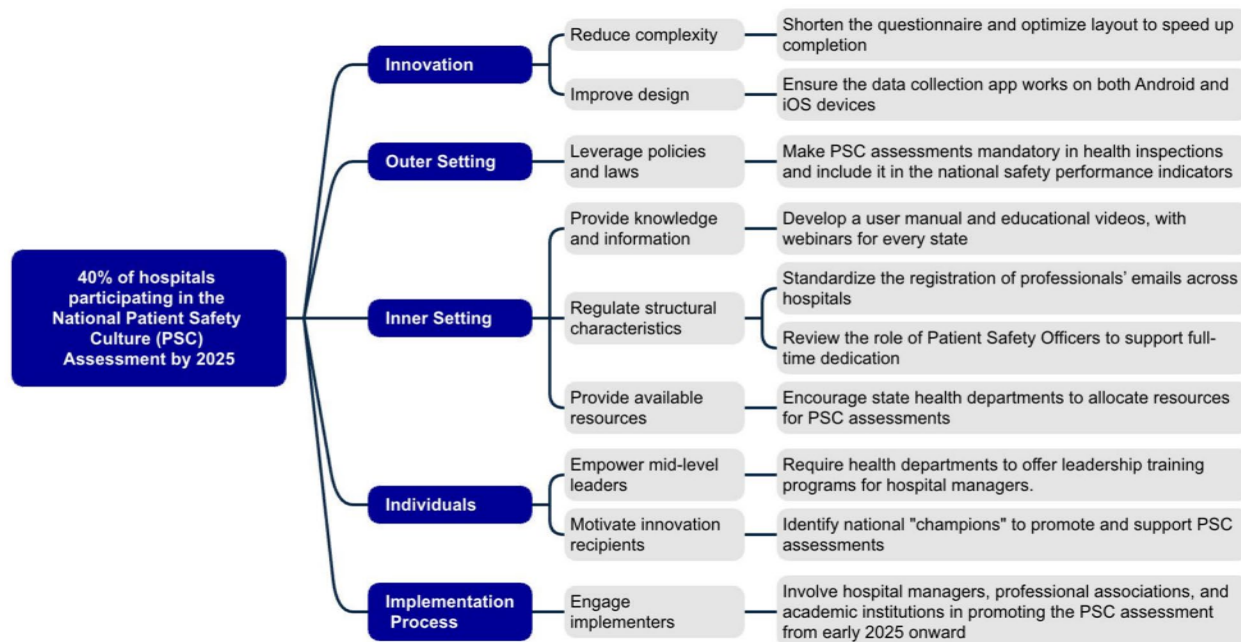 40% of hospitals
participating in the
National Patient Safety
Culture (PSC)
Assessment by 2025
Innovation
Reduce complexity
Shorten the questionnaire and optimize layout to speed up
completion
Improve design
Ensure the data collection app works on both Android and
iOS devices
Outer Setting
Leverage policies
and laws
Make PSC assessments mandatory in health inspections
and include it in the national safety performance indicators
Inner Setting
Provide knowledge
and information
Develop a user manual and educational videos, with
webinars for every state
Regulate structural
characteristics
Standardize the registration of professionals’ emails across
hospitals
Review the role of Patient Safety Officers to support full-
time dedication
Provide available
resources
Encourage state health departments to allocate resources
for PSC assessments
Individuals
Empower mid-level
leaders
Require health departments to offer leadership training
programs for hospital managers.
Motivate innovation
recipients
Identify national "champions" to promote and support PSC
assessments
Implementation
Process
Engage
implementers
Involve hospital managers, professional associations, and
academic institutions in promoting the PSC assessment
from early 2025 onward